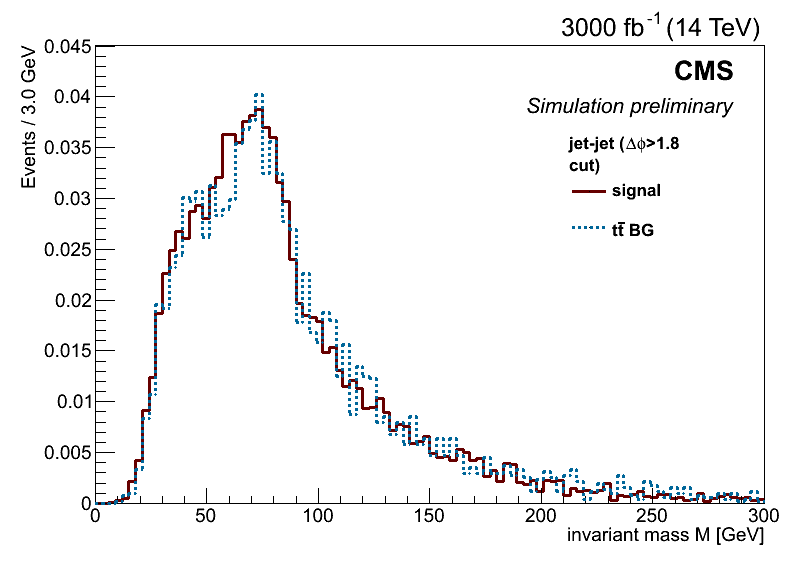 3000 fb⁻¹ (14 TeV)
Events / 3.0 GeV
0.045
0.04
0.035
0.03
0.025
0.02
0.015
0.01
0.005
0
CMS
Simulation preliminary
jet-jet (Δϕ>1.8
cut)
signal
tt̄ BG
0 50 100 150 200 250 300
invariant mass M [GeV]